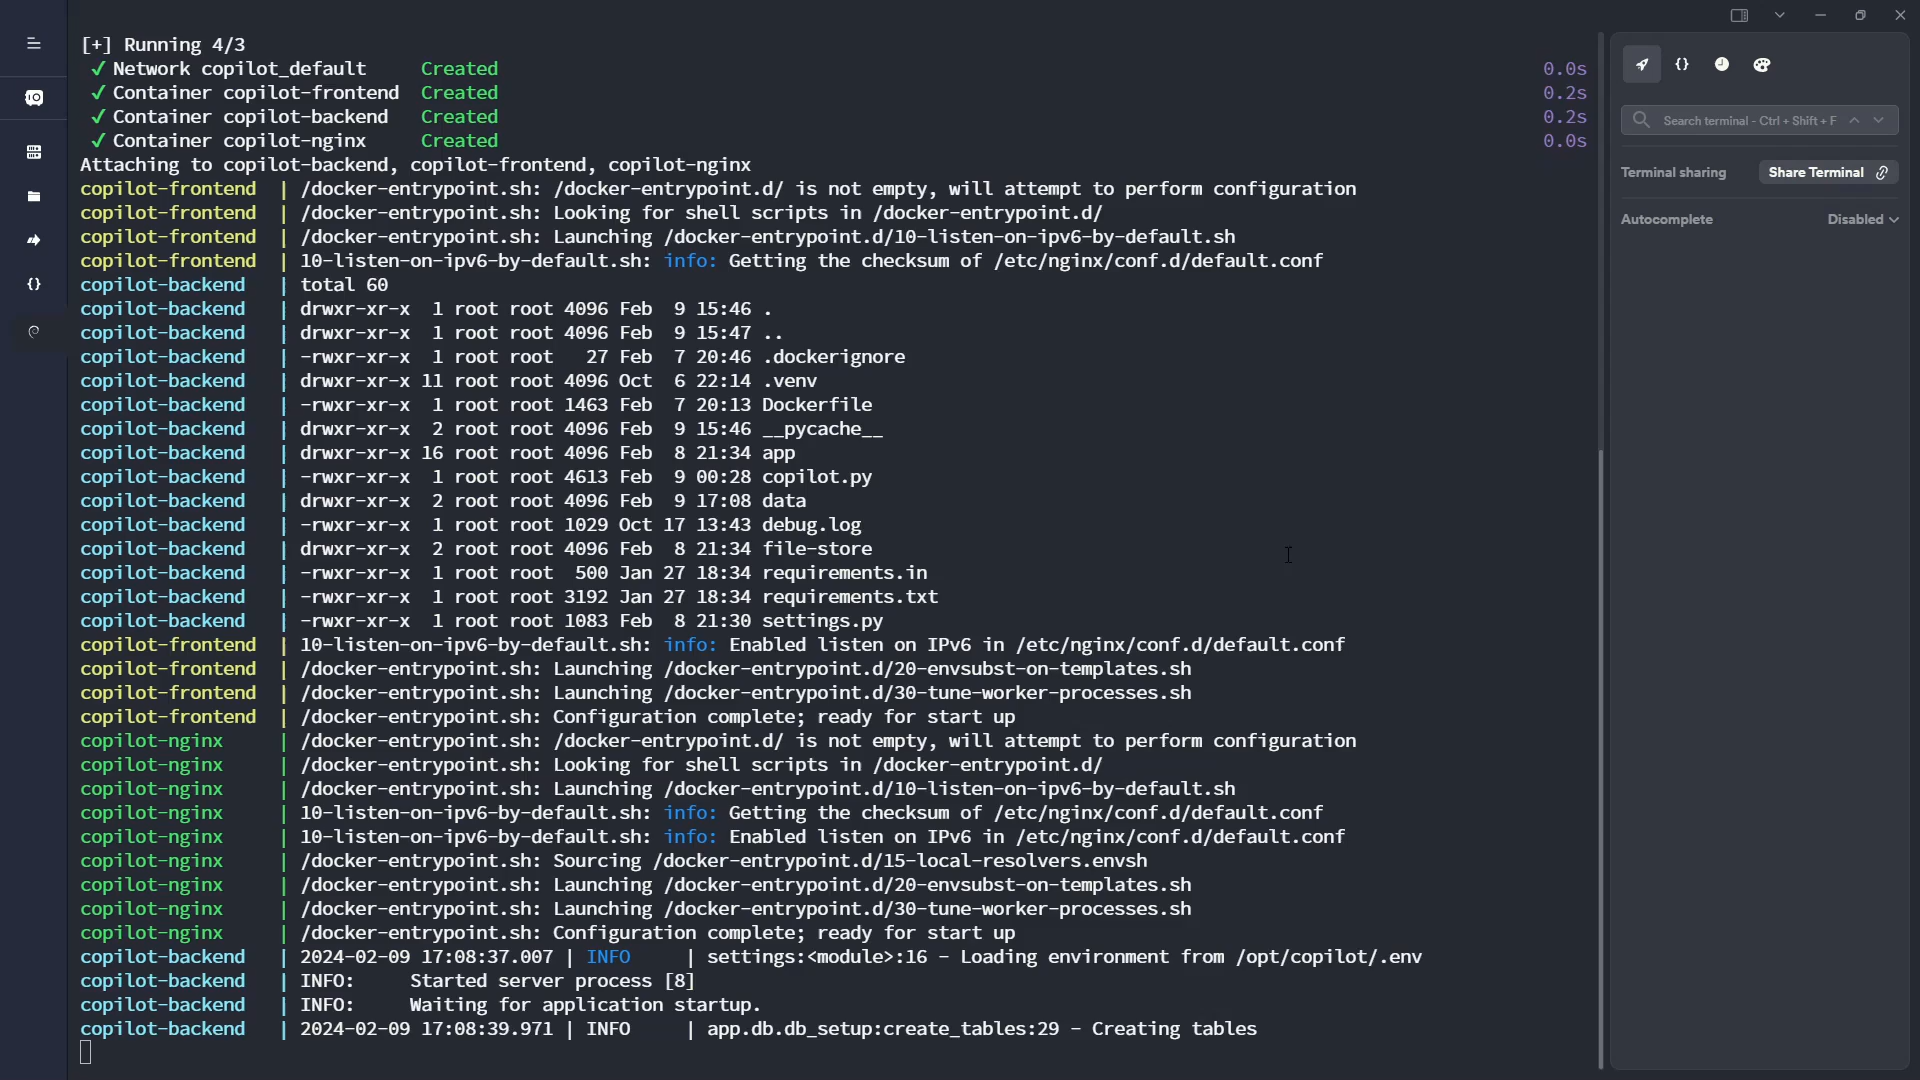 [+] Running 4/3
✓ Network copilot_default Created 0.0s
✓ Container copilot-frontend Created 0.2s
✓ Container copilot-backend Created 0.2s
✓ Container copilot-nginx Created 0.0s
Attaching to copilot-backend, copilot-frontend, copilot-nginx
copilot-frontend | /docker-entrypoint.sh: /docker-entrypoint.d/ is not empty, will attempt to perform configuration
copilot-frontend | /docker-entrypoint.sh: Looking for shell scripts in /docker-entrypoint.d/
copilot-frontend | /docker-entrypoint.sh: Launching /docker-entrypoint.d/10-listen-on-ipv6-by-default.sh
copilot-frontend | 10-listen-on-ipv6-by-default.sh: info: Getting the checksum of /etc/nginx/conf.d/default.conf
copilot-backend | total 60
copilot-backend | drwxr-xr-x 1 root root 4096 Feb 9 15:46 .
copilot-backend | drwxr-xr-x 1 root root 4096 Feb 9 15:47 ..
copilot-backend | -rwxr-xr-x 1 root root 27 Feb 7 20:46 .dockerignore
copilot-backend | drwxr-xr-x 11 root root 4096 Oct 6 22:14 .venv
copilot-backend | -rwxr-xr-x 1 root root 1463 Feb 7 20:13 Dockerfile
copilot-backend | drwxr-xr-x 2 root root 4096 Feb 9 15:46 __pycache__
copilot-backend | drwxr-xr-x 16 root root 4096 Feb 8 21:34 app
copilot-backend | -rwxr-xr-x 1 root root 4613 Feb 9 00:28 copilot.py
copilot-backend | drwxr-xr-x 2 root root 4096 Feb 9 17:08 data
copilot-backend | -rwxr-xr-x 1 root root 1029 Oct 17 13:43 debug.log
copilot-backend | drwxr-xr-x 2 root root 4096 Feb 8 21:34 file-store
copilot-backend | -rwxr-xr-x 1 root root 500 Jan 27 18:34 requirements.in
copilot-backend | -rwxr-xr-x 1 root root 3192 Jan 27 18:34 requirements.txt
copilot-backend | -rwxr-xr-x 1 root root 1083 Feb 8 21:30 settings.py
copilot-frontend | 10-listen-on-ipv6-by-default.sh: info: Enabled listen on IPv6 in /etc/nginx/conf.d/default.conf
copilot-frontend | /docker-entrypoint.sh: Launching /docker-entrypoint.d/20-envsubst-on-templates.sh
copilot-frontend | /docker-entrypoint.sh: Launching /docker-entrypoint.d/30-tune-worker-processes.sh
copilot-frontend | /docker-entrypoint.sh: Configuration complete; ready for start up
copilot-nginx | /docker-entrypoint.sh: /docker-entrypoint.d/ is not empty, will attempt to perform configuration
copilot-nginx | /docker-entrypoint.sh: Looking for shell scripts in /docker-entrypoint.d/
copilot-nginx | /docker-entrypoint.sh: Launching /docker-entrypoint.d/10-listen-on-ipv6-by-default.sh
copilot-nginx | 10-listen-on-ipv6-by-default.sh: info: Getting the checksum of /etc/nginx/conf.d/default.conf
copilot-nginx | 10-listen-on-ipv6-by-default.sh: info: Enabled listen on IPv6 in /etc/nginx/conf.d/default.conf
copilot-nginx | /docker-entrypoint.sh: Sourcing /docker-entrypoint.d/15-local-resolvers.envsh
copilot-nginx | /docker-entrypoint.sh: Launching /docker-entrypoint.d/20-envsubst-on-templates.sh
copilot-nginx | /docker-entrypoint.sh: Launching /docker-entrypoint.d/30-tune-worker-processes.sh
copilot-nginx | /docker-entrypoint.sh: Configuration complete; ready for start up
copilot-backend | 2024-02-09 17:08:37.007 | INFO | settings:<module>:16 - Loading environment from /opt/copilot/.env
copilot-backend | INFO: Started server process [8]
copilot-backend | INFO: Waiting for application startup.
copilot-backend | 2024-02-09 17:08:39.971 | INFO | app.db.db_setup:create_tables:29 - Creating tables
Search terminal - Ctrl + Shift + F
Terminal sharing Share Terminal
Autocomplete Disabled